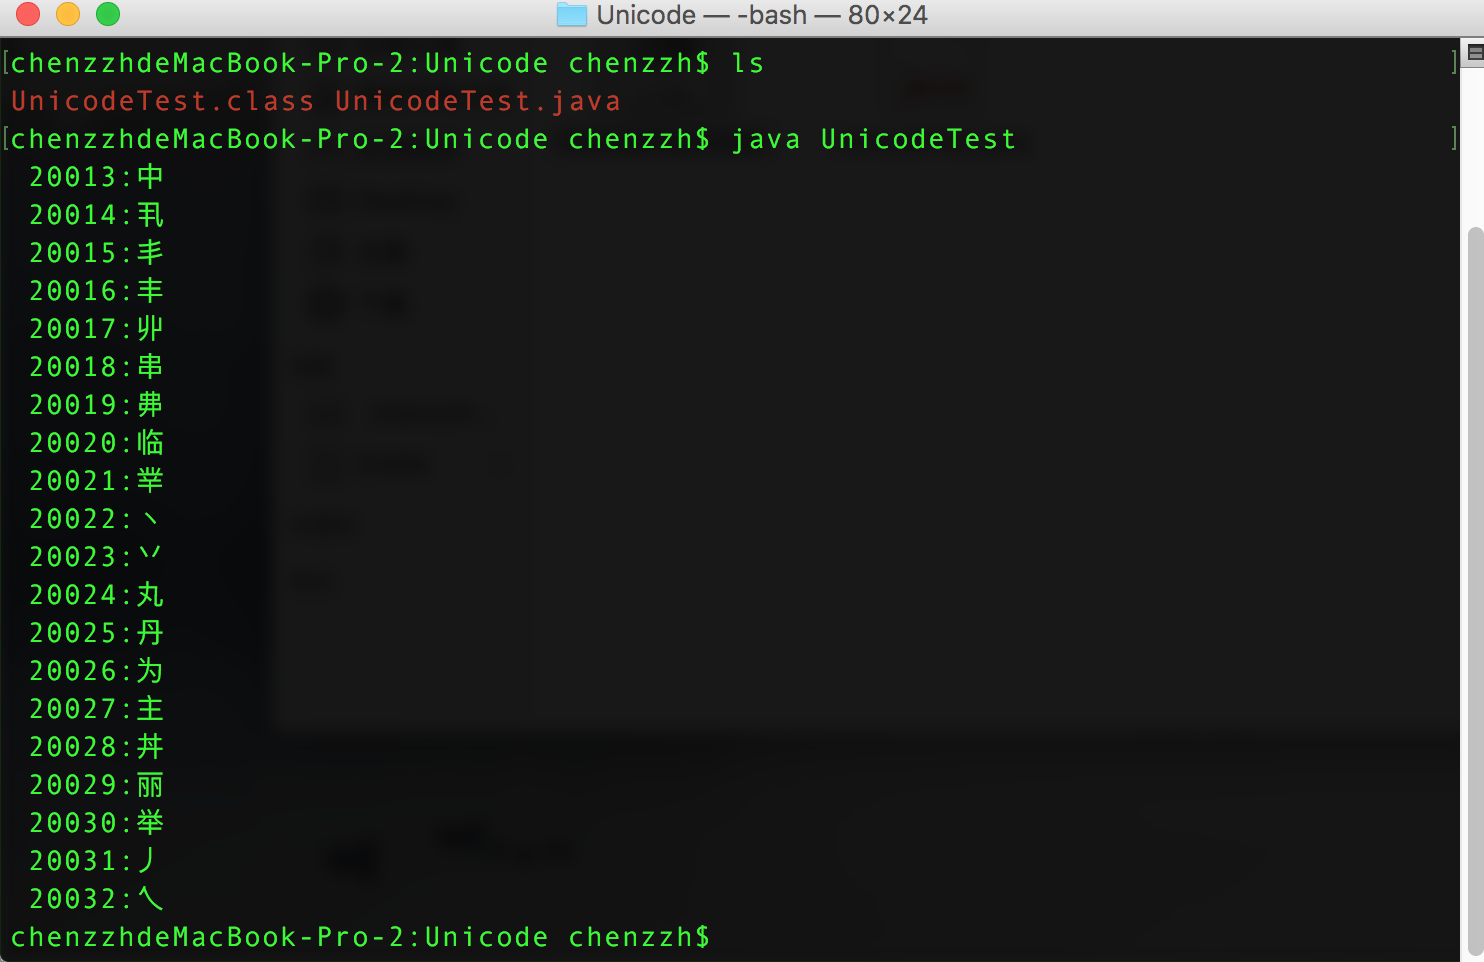 Unicode — -bash — 80×24
[chenzzhdeMacBook-Pro-2:Unicode chenzzh$ ls ]
UnicodeTest.class UnicodeTest.java
[chenzzhdeMacBook-Pro-2:Unicode chenzzh$ java UnicodeTest ]
20013:中
20014:丮
20015:丯
20016:丰
20017:丱
20018:串
20019:丳
20020:临
20021:丵
20022:丶
20023:丷
20024:丸
20025:丹
20026:为
20027:主
20028:丼
20029:丽
20030:举
20031:丿
20032:乀
chenzzhdeMacBook-Pro-2:Unicode chenzzh$